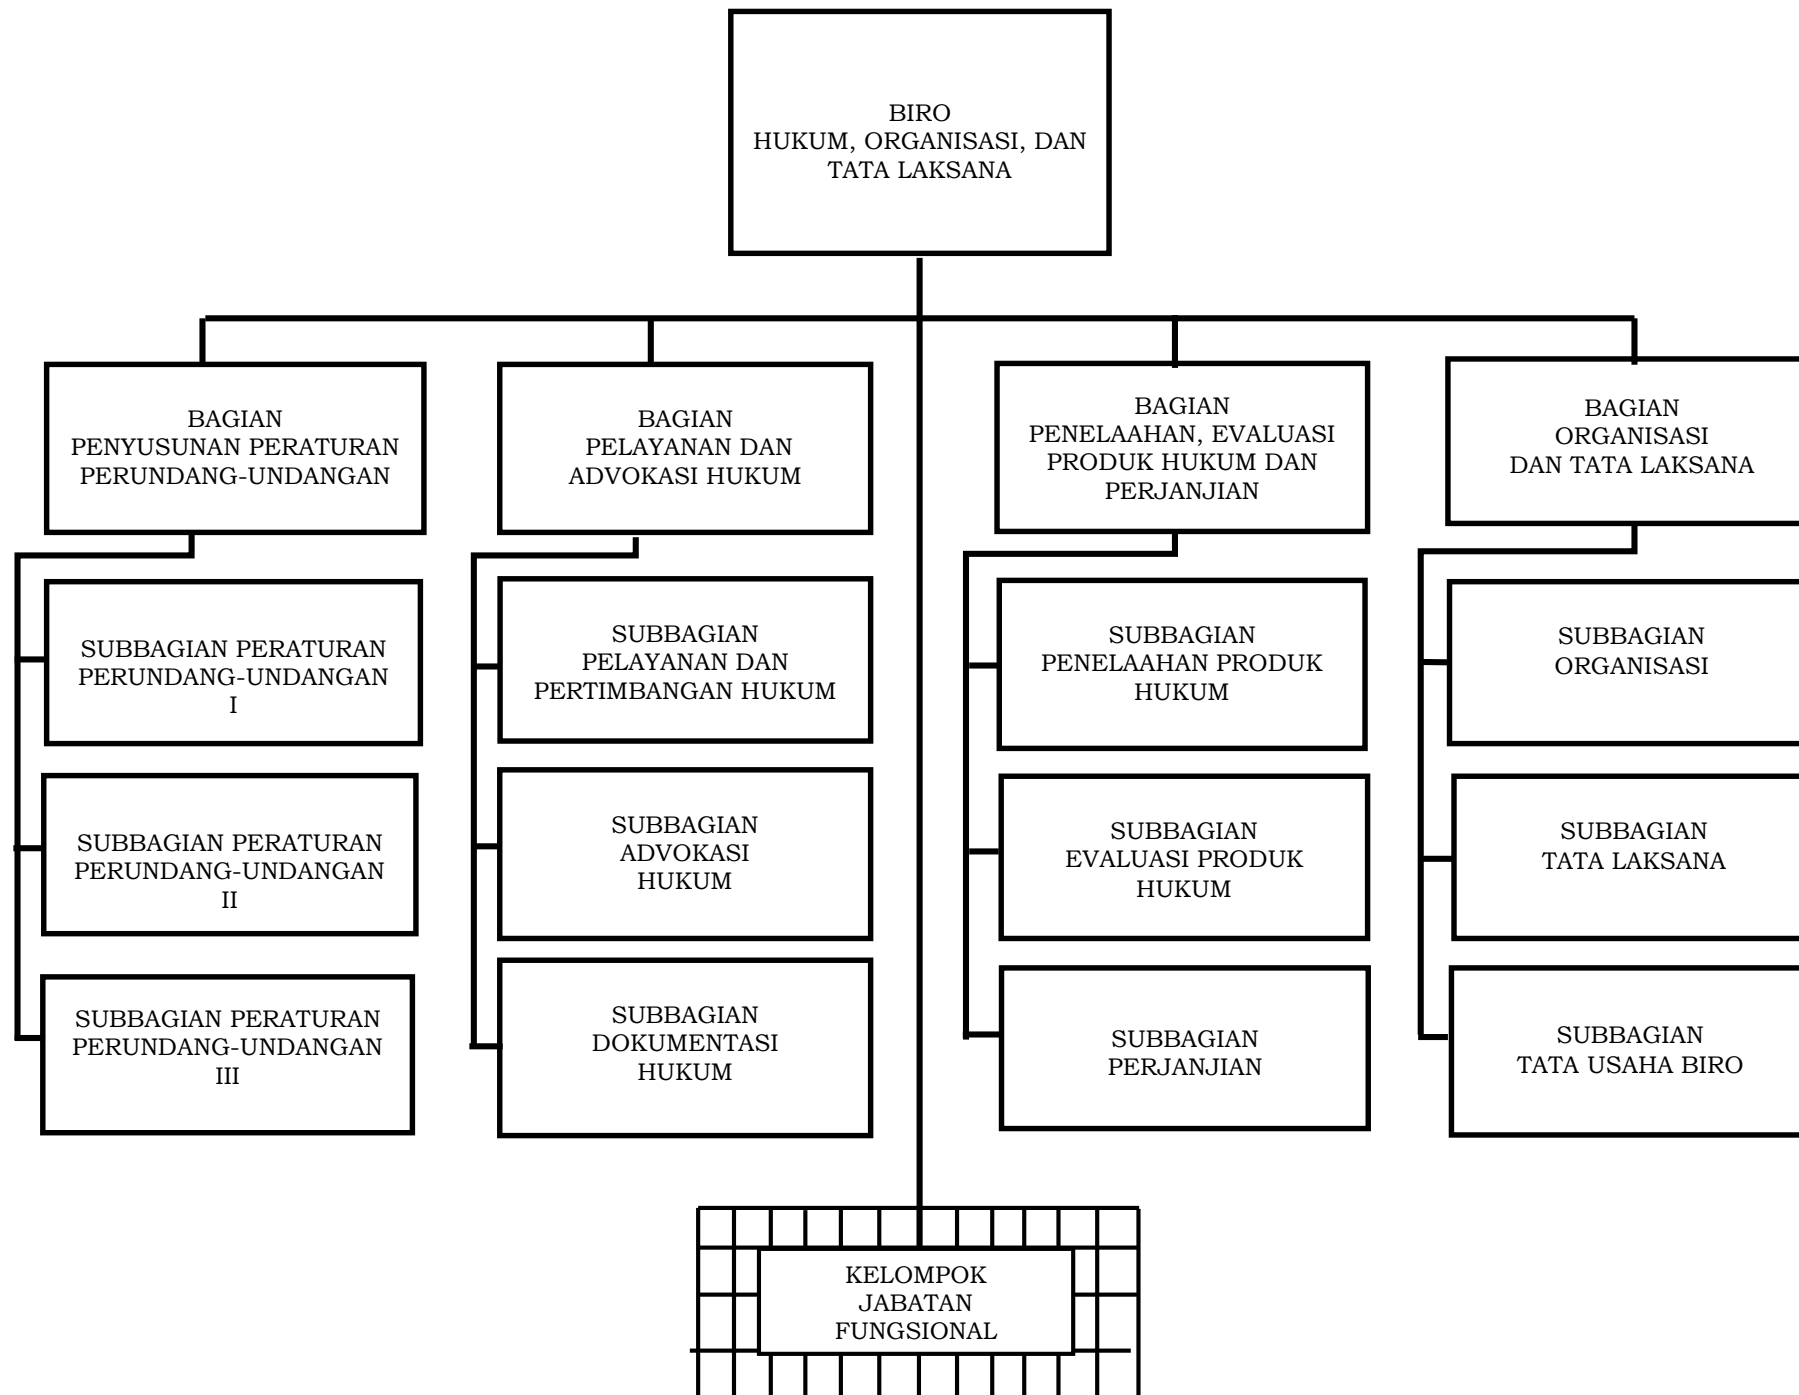 BIRO
HUKUM, ORGANISASI, DAN
TATA LAKSANA
BAGIAN
PENYUSUNAN PERATURAN
PERUNDANG-UNDANGAN
BAGIAN
PELAYANAN DAN
ADVOKASI HUKUM
BAGIAN
PENELAAHAN, EVALUASI
PRODUK HUKUM DAN
PERJANJIAN
BAGIAN
ORGANISASI
DAN TATA LAKSANA
SUBBAGIAN PERATURAN
PERUNDANG-UNDANGAN
I
SUBBAGIAN
PELAYANAN DAN
PERTIMBANGAN HUKUM
SUBBAGIAN
PENELAAHAN PRODUK
HUKUM
SUBBAGIAN
ORGANISASI
SUBBAGIAN PERATURAN
PERUNDANG-UNDANGAN
II
SUBBAGIAN
ADVOKASI
HUKUM
SUBBAGIAN
EVALUASI PRODUK
HUKUM
SUBBAGIAN
TATA LAKSANA
SUBBAGIAN PERATURAN
PERUNDANG-UNDANGAN
III
SUBBAGIAN
DOKUMENTASI
HUKUM
SUBBAGIAN
PERJANJIAN
SUBBAGIAN
TATA USAHA BIRO
KELOMPOK
JABATAN
FUNGSIONAL